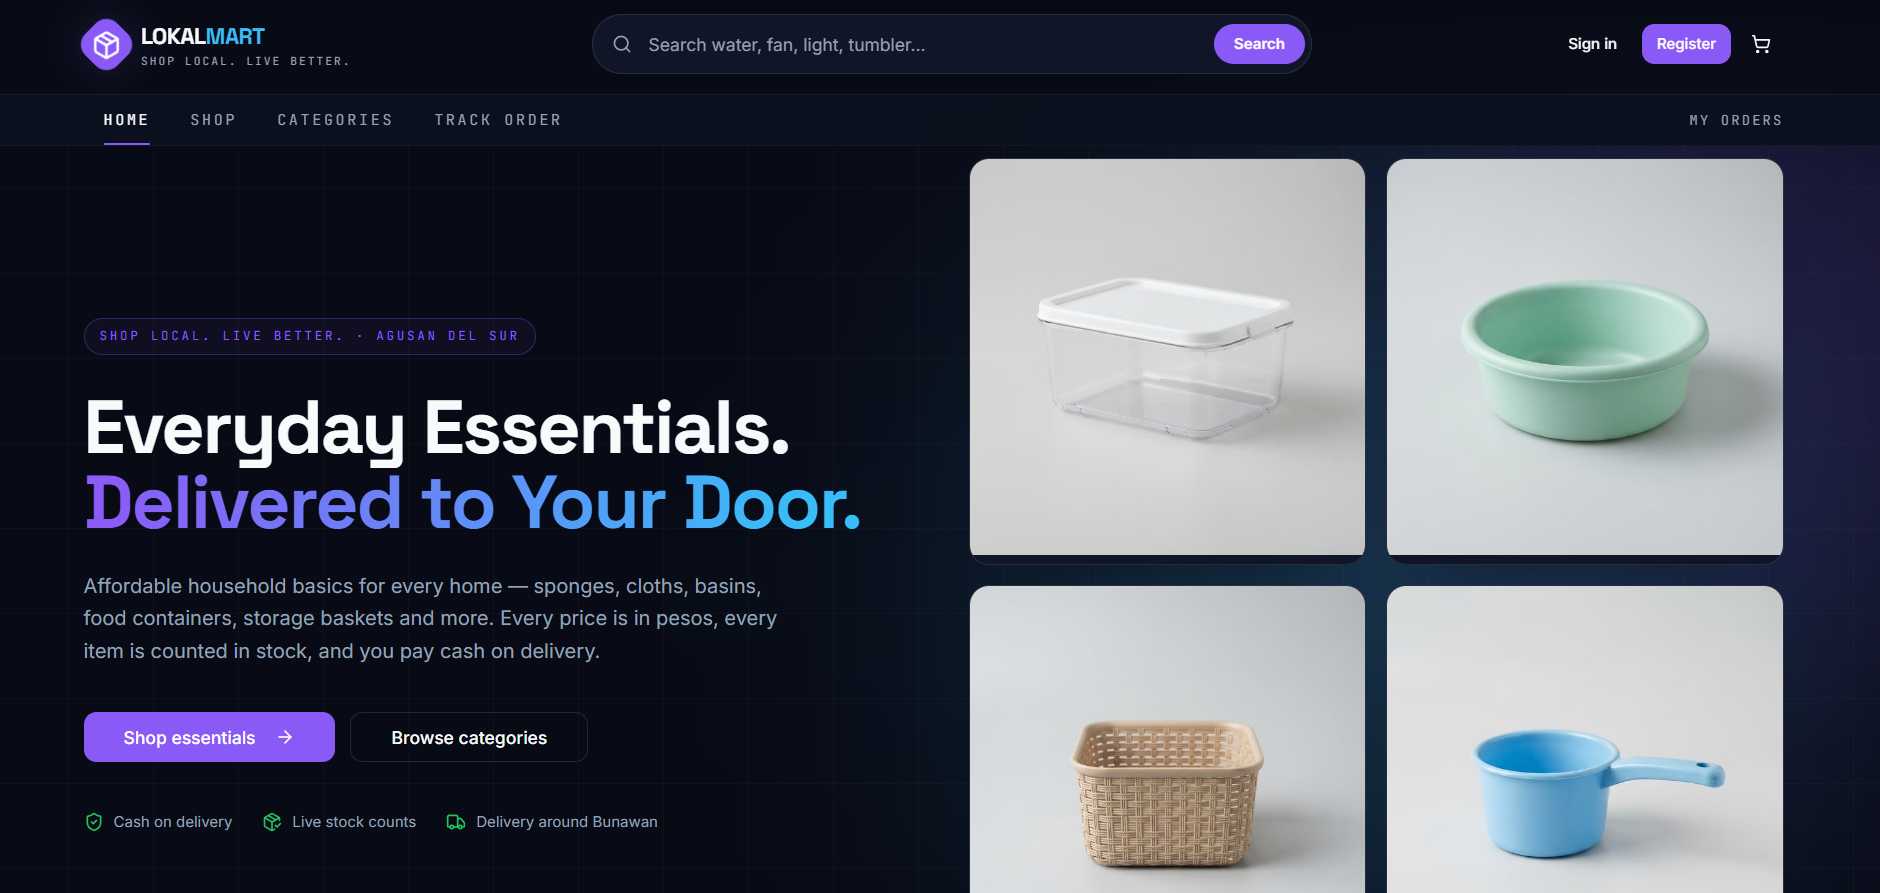 LOKALMART
SHOP LOCAL. LIVE BETTER.
Search water, fan, light, tumbler...
Search
Sign in
Register
HOME
SHOP
CATEGORIES
TRACK ORDER
MY ORDERS
SHOP LOCAL. LIVE BETTER. · AGUSAN DEL SUR
Everyday Essentials.
Delivered to Your Door.
Affordable household basics for every home — sponges, cloths, basins,
food containers, storage baskets and more. Every price is in pesos, every
item is counted in stock, and you pay cash on delivery.
Shop essentials
Browse categories
Cash on delivery
Live stock counts
Delivery around Bunawan